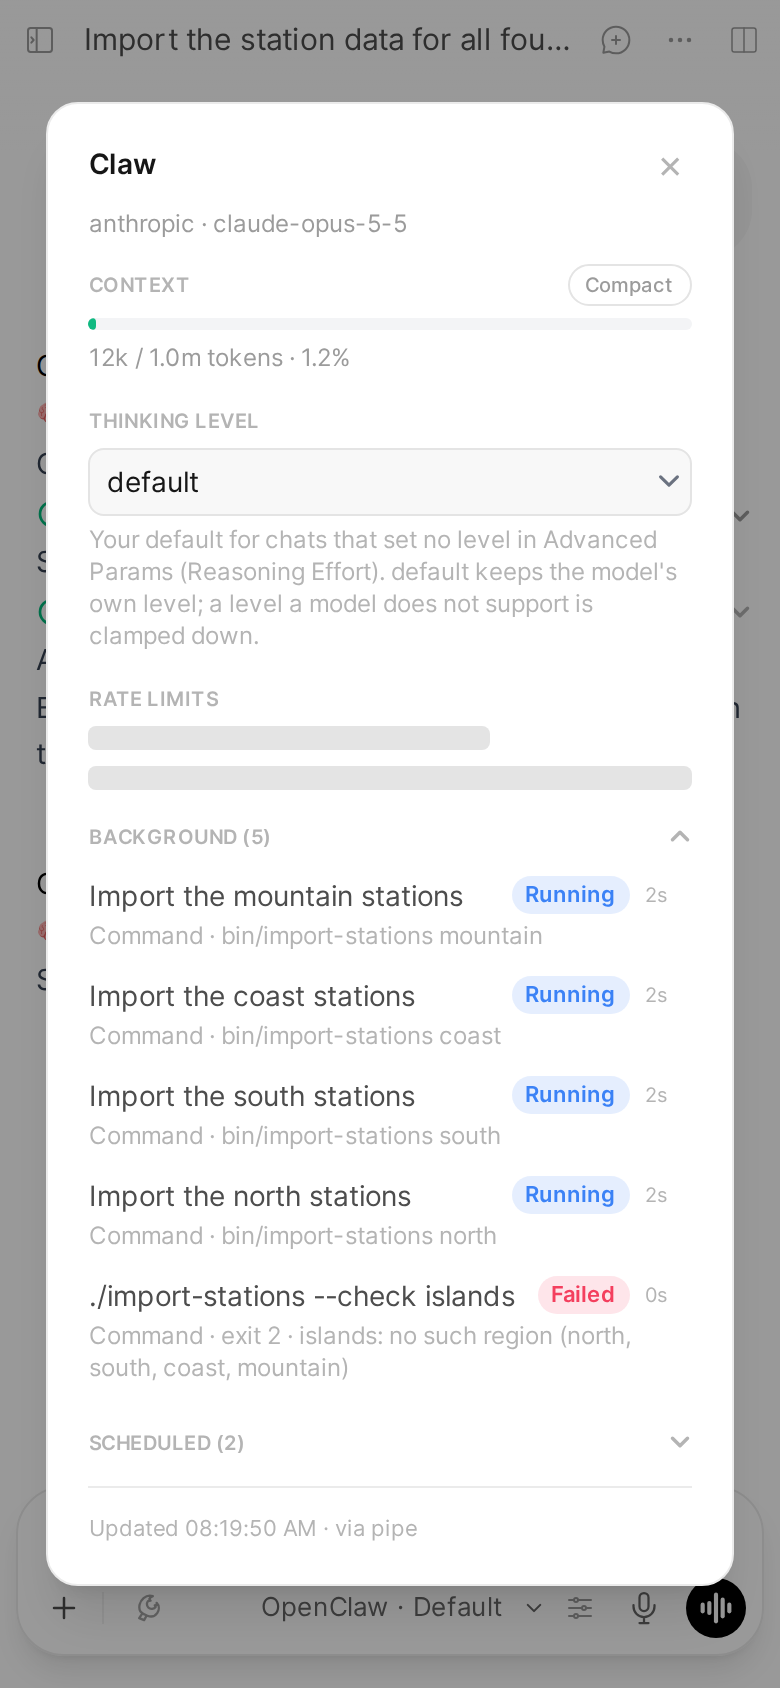 Import the station data for all fou...
Claw
anthropic · claude-opus-5-5
CONTEXT
Compact
12k / 1.0m tokens · 1.2%
THINKING LEVEL
default
Your default for chats that set no level in Advanced
Params (Reasoning Effort). default keeps the model's
own level; a level a model does not support is
clamped down.
RATE LIMITS
BACKGROUND (5)
Import the mountain stations Running 2s
Command · bin/import-stations mountain
Import the coast stations Running 2s
Command · bin/import-stations coast
Import the south stations Running 2s
Command · bin/import-stations south
Import the north stations Running 2s
Command · bin/import-stations north
./import-stations --check islands Failed 0s
Command · exit 2 · islands: no such region (north,
south, coast, mountain)
SCHEDULED (2)
Updated 08:19:50 AM · via pipe
OpenClaw · Default